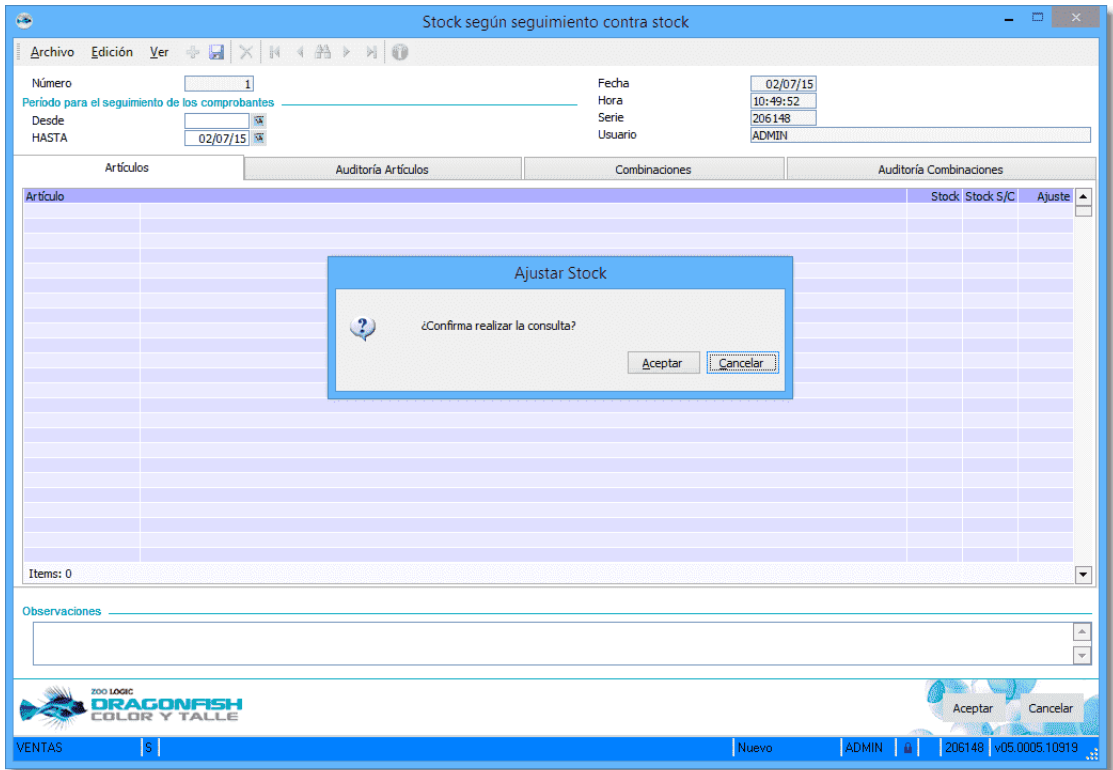 Stock según seguimiento contra stock
Archivo Edición Ver
Número 1
Fecha 02/07/15
Período para el seguimiento de los comprobantes
Hora 10:49:52
Desde
Serie 206148
HASTA 02/07/15
Usuario ADMIN
Artículos Auditoría Artículos Combinaciones Auditoría Combinaciones
Artículo Stock Stock S/C Ajuste
Ajustar Stock
¿Confirma realizar la consulta?
Aceptar Cancelar
Items: 0
Observaciones
ZOO LOGIC
DRAGONFISH
COLOR Y TALLE
Aceptar Cancelar
VENTAS S Nuevo ADMIN 206148 v05.0005.10919